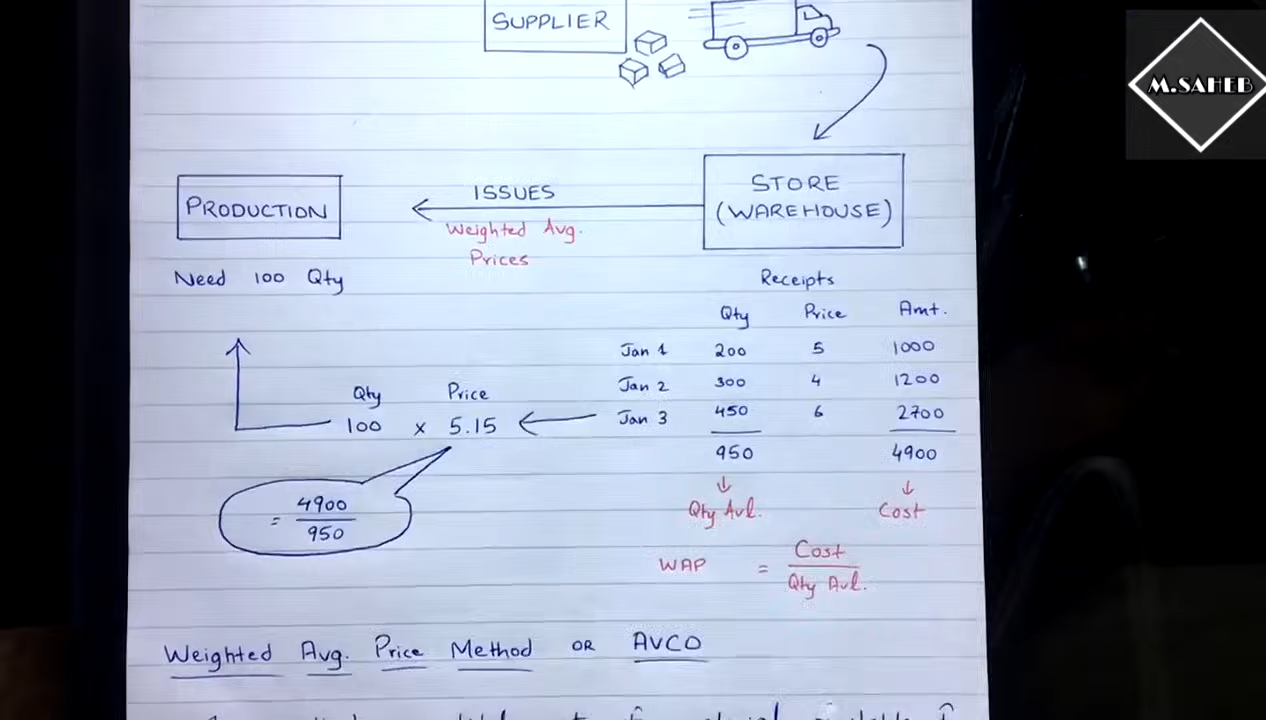 SUPPLIER
M.SAHEB
STORE
(WAREHOUSE)
ISSUES
PRODUCTION
Weighted Avg.
Prices
Need 100 Qty
Receipts
Qty Price Amt.
Jan 1 200 5 1000
Jan 2 300 4 1200
Jan 3 450 6 2700
950 4900
Qty Avl. Cost
Qty Price
100 x 5.15
= 4900
950
WAP = Cost
Qty Avl.
Weighted Avg. Price Method OR AVCO